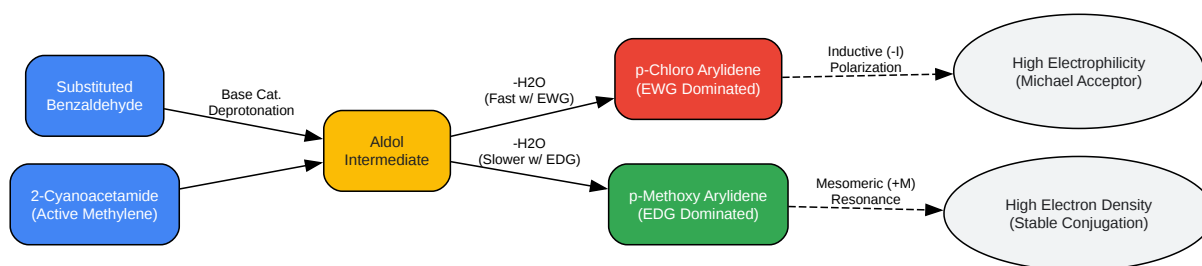 Substituted
Benzaldehyde
2-Cyanoacetamide
(Active Methylene)
Base Cat.
Deprotonation
Aldol
Intermediate
-H2O
(Fast w/ EWG)
-H2O
(Slower w/ EDG)
p-Chloro Arylidene
(EWG Dominated)
p-Methoxy Arylidene
(EDG Dominated)
Inductive (-I)
Polarization
Mesomeric (+M)
Resonance
High Electrophilicity
(Michael Acceptor)
High Electron Density
(Stable Conjugation)